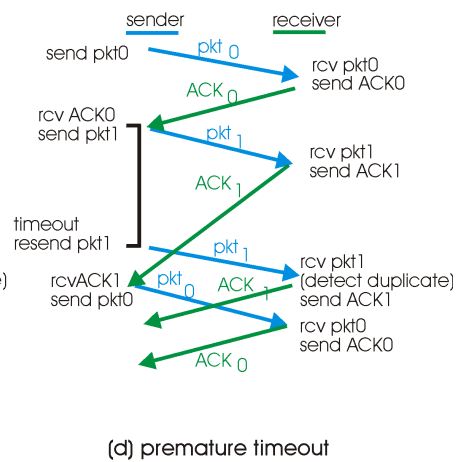 sender
receiver
send pkt0
pkt 0
rcv pkt0
send ACK0
ACK 0
rcv ACK0
send pkt1
pkt 1
rcv pkt1
send ACK1
ACK 1
timeout
resend pkt1
pkt 1
rcv pkt1
(detect duplicate)
send ACK1
e)
rcvACK1
send pkt0
pkt 0
ACK 1
rcv pkt0
send ACK0
ACK 0
(d) premature timeout